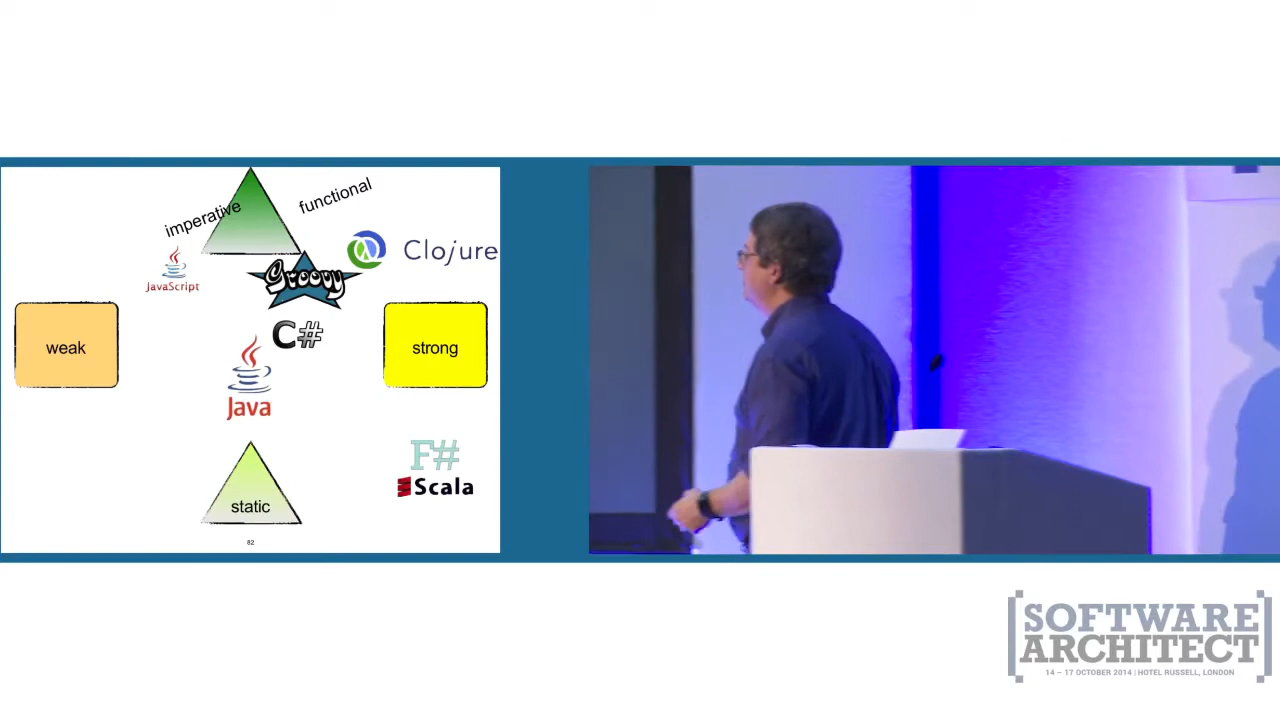 imperative
functional
JavaScript
Groovy
Clojure
C#
weak
strong
Java
F#
Scala
static
82
[SOFTWARE
ARCHITECT]
14 – 17 OCTOBER 2014 | HOTEL RUSSELL, LONDON